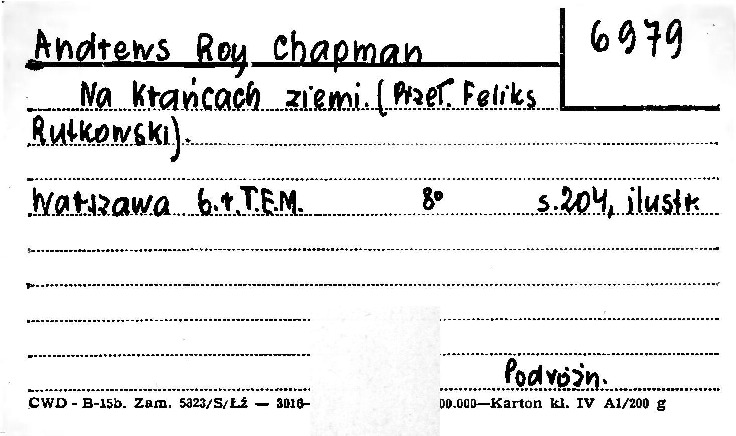 Andrews Roy Chapman
6979
Na Krańcach ziemi. (Przeł. Feliks
Rutkowski).
Warszawa b.r. T.E.M. 8° s.204, ilustr.
Podróżn.
CWD - B-15b. Zam. 5323/S/Łż — 3016- 00.000—Karton kl. IV A1/200 g